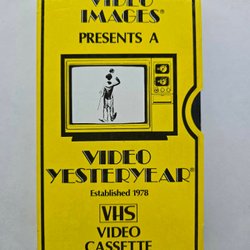 VIDEO
IMAGES®
PRESENTS A
VIDEO
YESTERYEAR®
Established 1978
VHS
VIDEO
CASSETTE